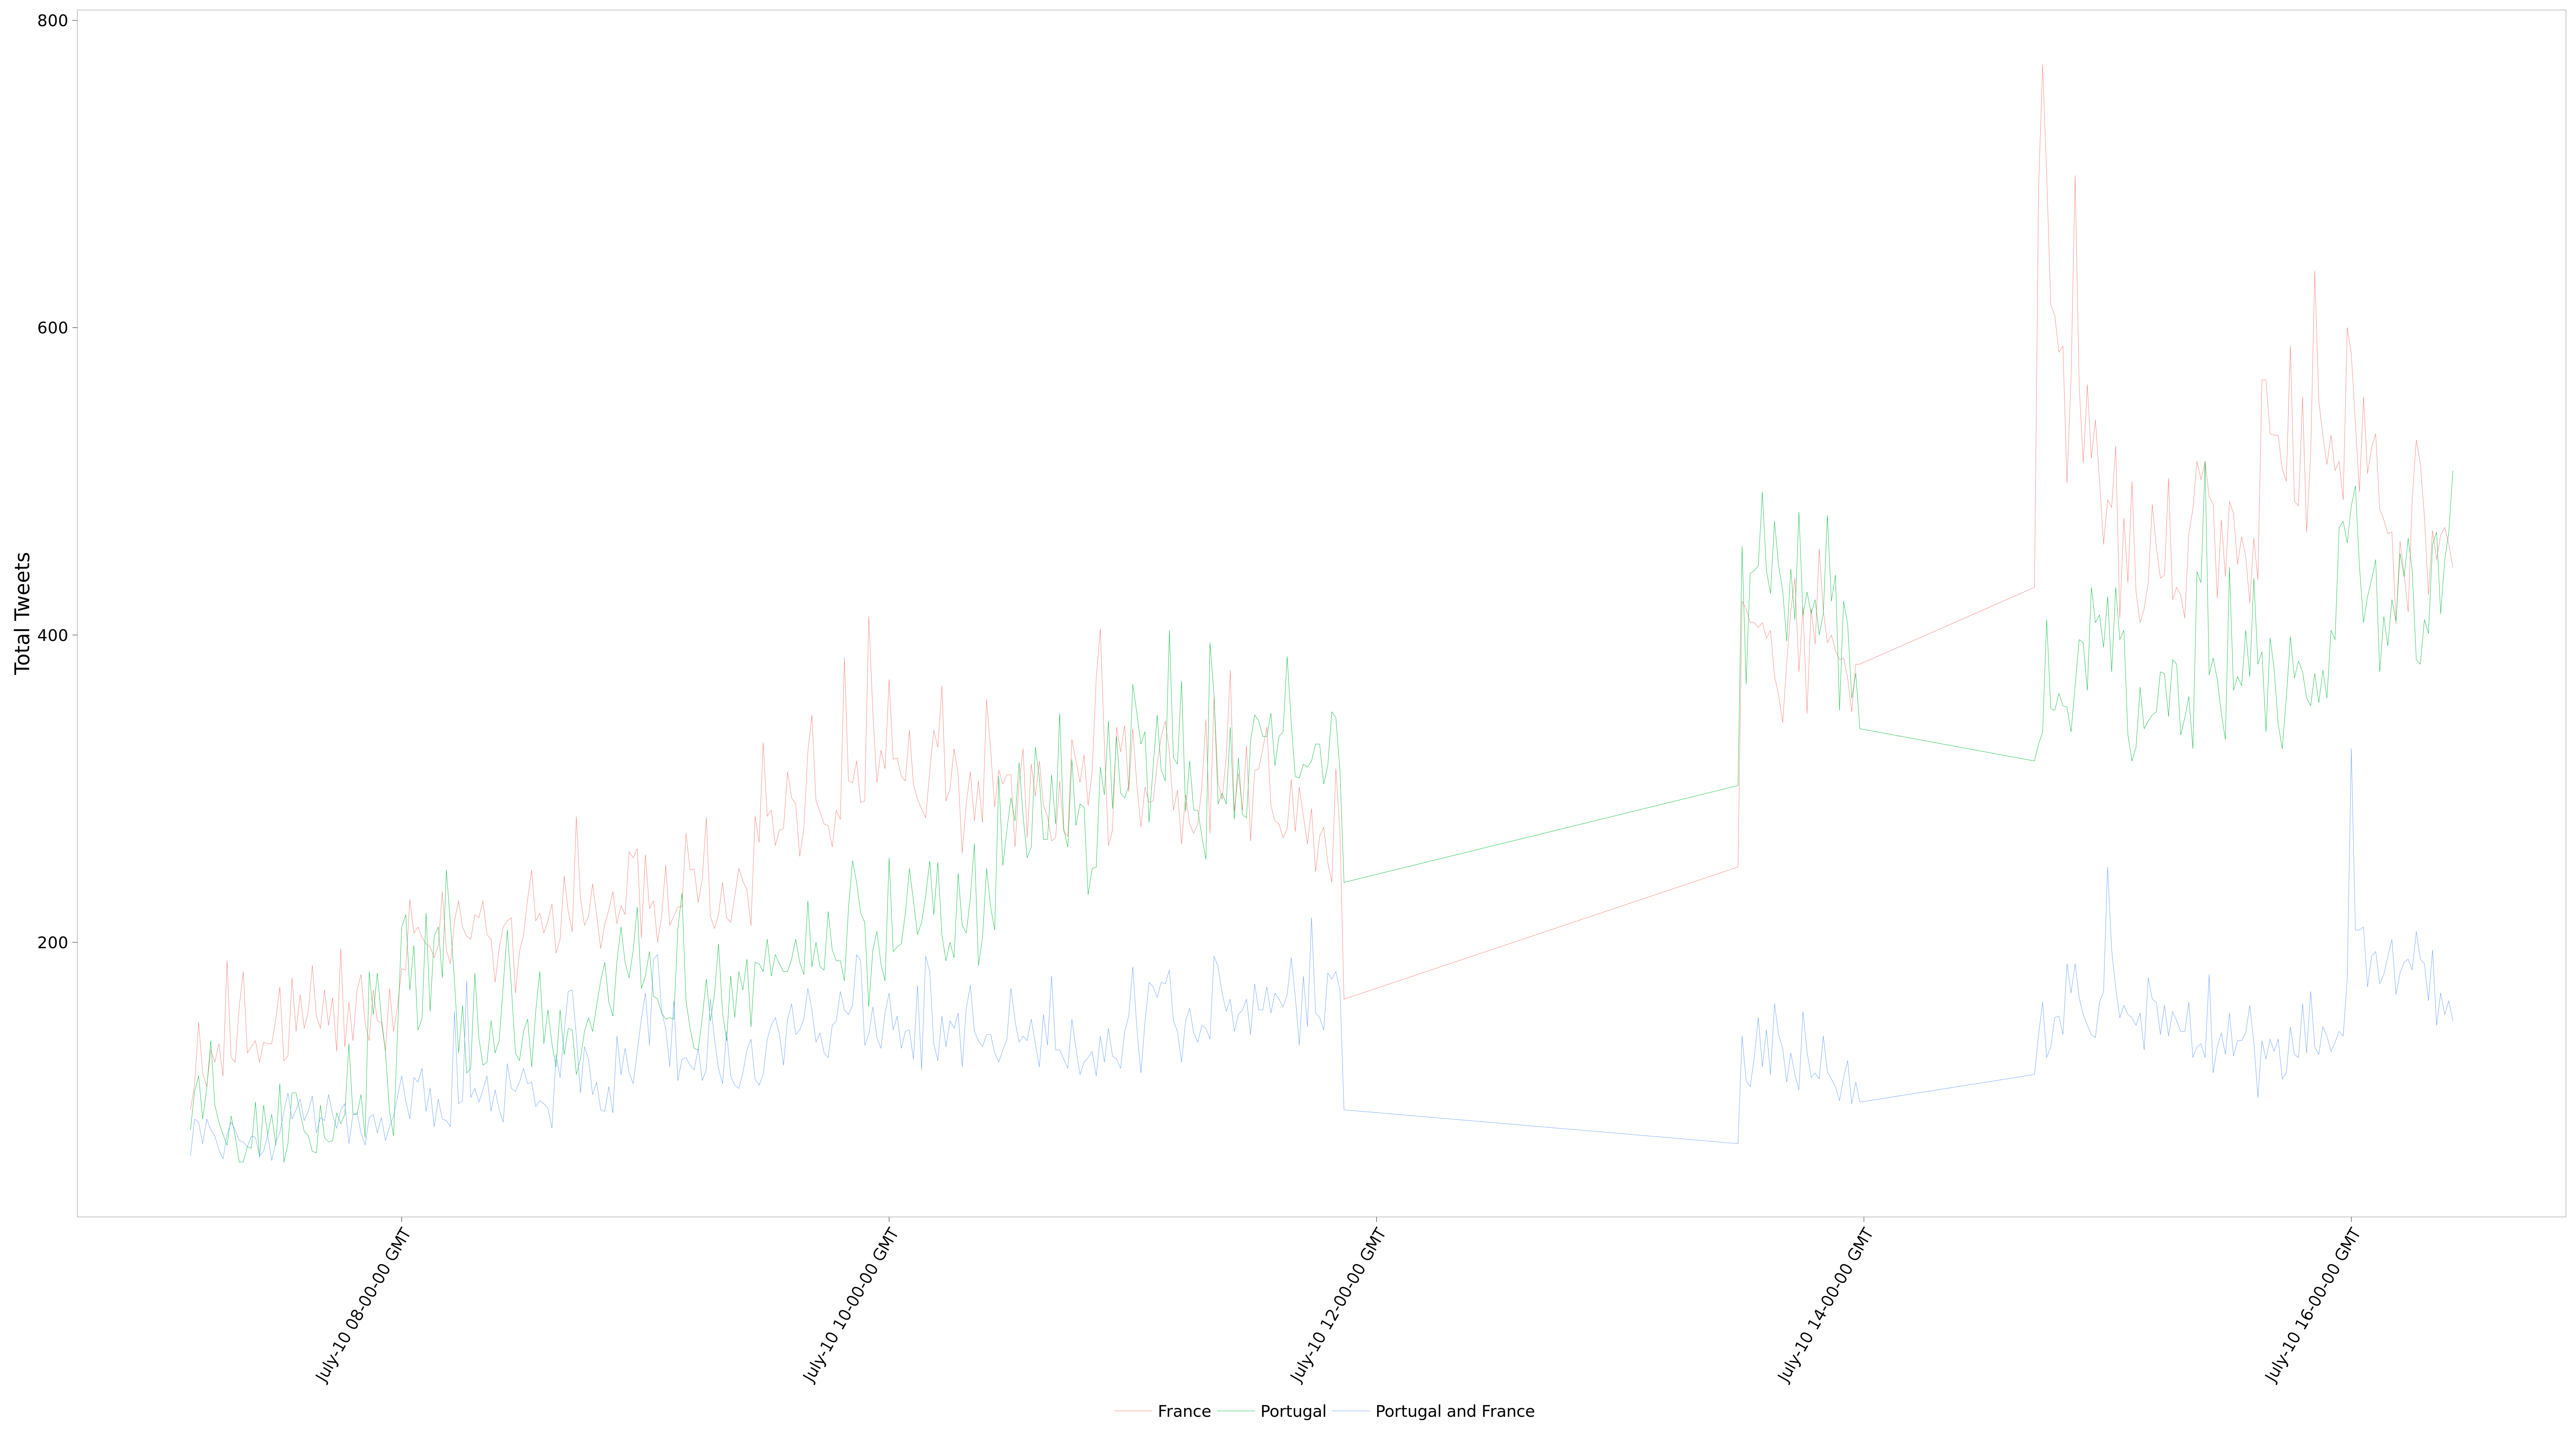 Total Tweets
800
600
400
200
July-10 08-00-00 GMT
July-10 10-00-00 GMT
July-10 12-00-00 GMT
July-10 14-00-00 GMT
July-10 16-00-00 GMT
France Portugal Portugal and France